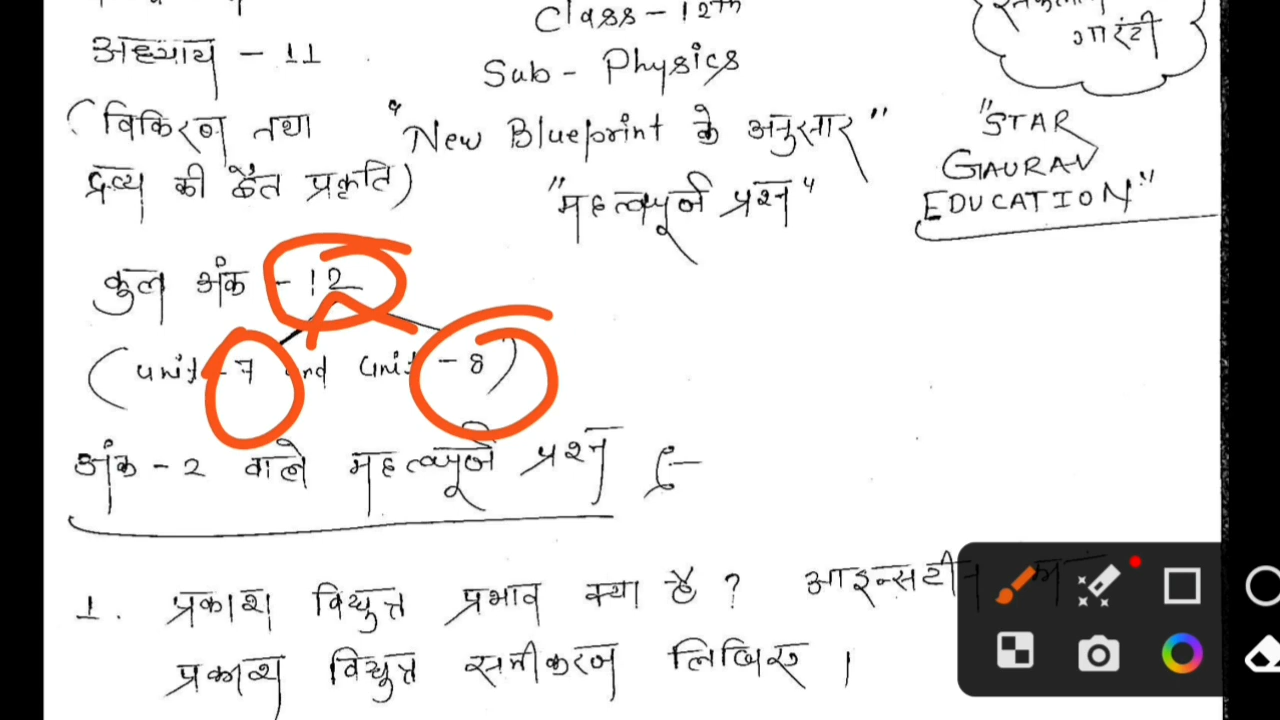 Class - 12th
अध्याय - 11
Sub - Physics
गारंटी
(विकिरण तथा
द्रव्य की द्वैत प्रकृति)
"New Blueprint के अनुसार"
"महत्वपूर्ण प्रश्न"
"STAR
GAURAV
EDUCATION"
कुल अंक - 12
(unit - 7 and Unit - 8)
अंक - 2 वाले महत्वपूर्ण प्रश्न :-
1. प्रकाश विद्युत प्रभाव क्या है ? आइन्सटीन का
प्रकाश विद्युत समीकरण लिखिए ।